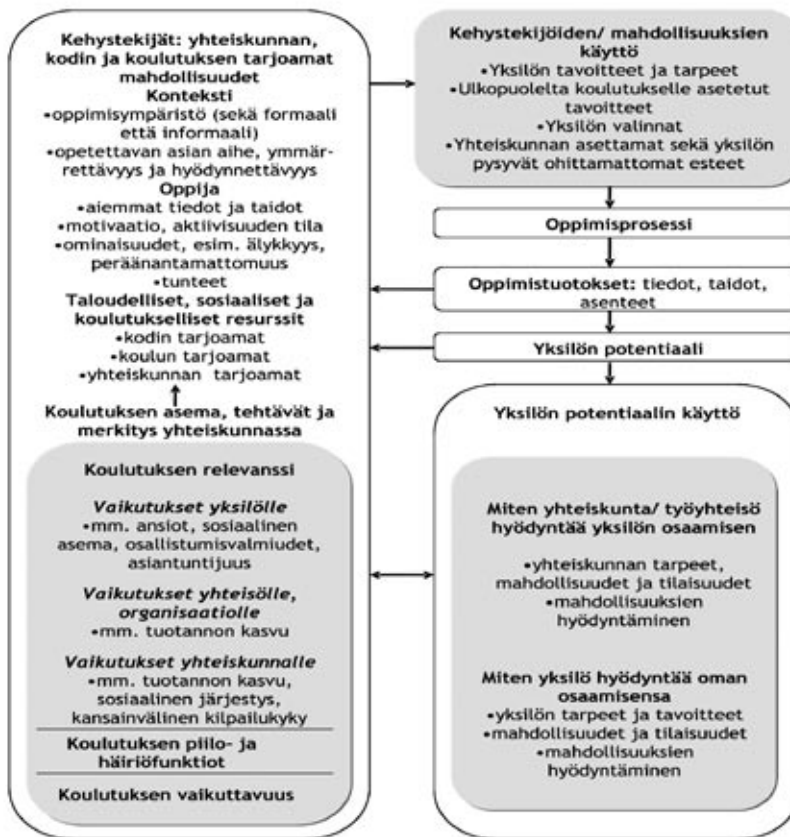 Kehystekijät: yhteiskunnan,
kodin ja koulutuksen tarjoamat
mahdollisuudet
Konteksti
•oppimisympäristö (sekä formaali
että informaali)
•opetettavan asian aihe, ymmär-
rettävyys ja hyödynnettävyys
Oppija
•aiemmat tiedot ja taidot
•motivaatio, aktiivisuuden tila
•ominaisuudet, esim. älykkyys,
peräänantamattomuus
•tunteet
Taloudelliset, sosiaaliset ja
koulutukselliset resurssit
•kodin tarjoamat
•koulun tarjoamat
•yhteiskunnan tarjoamat
Koulutuksen asema, tehtävät ja
merkitys yhteiskunnassa
Koulutuksen relevanssi
Vaikutukset yksilölle
•mm. ansiot, sosiaalinen
asema, osallistumisvalmiudet,
asiantuntijuus
Vaikutukset yhteisölle,
organisaatiolle
•mm. tuotannon kasvu
Vaikutukset yhteiskunnalle
•mm. tuotannon kasvu,
sosiaalinen järjestys,
kansainvälinen kilpailukyky
Koulutuksen piilo- ja
häiriöfunktiot
Koulutuksen vaikuttavuus
Kehystekijöiden/ mahdollisuuksien
käyttö
•Yksilön tavoitteet ja tarpeet
•Ulkopuolelta koulutukselle asetetut
tavoitteet
•Yksilön valinnat
•Yhteiskunnan asettamat sekä yksilön
pysyvät ohittamattomat esteet
Oppimisprosessi
Oppimistuotokset: tiedot, taidot,
asenteet
Yksilön potentiaali
Yksilön potentiaalin käyttö
Miten yhteiskunta/ työyhteisö
hyödyntää yksilön osaamisen
•yhteiskunnan tarpeet,
mahdollisuudet ja tilaisuudet
•mahdollisuuksien
hyödyntäminen
Miten yksilö hyödyntää oman
osaamisensa
•yksilön tarpeet ja tavoitteet
•mahdollisuudet ja tilaisuudet
•mahdollisuuksien
hyödyntäminen